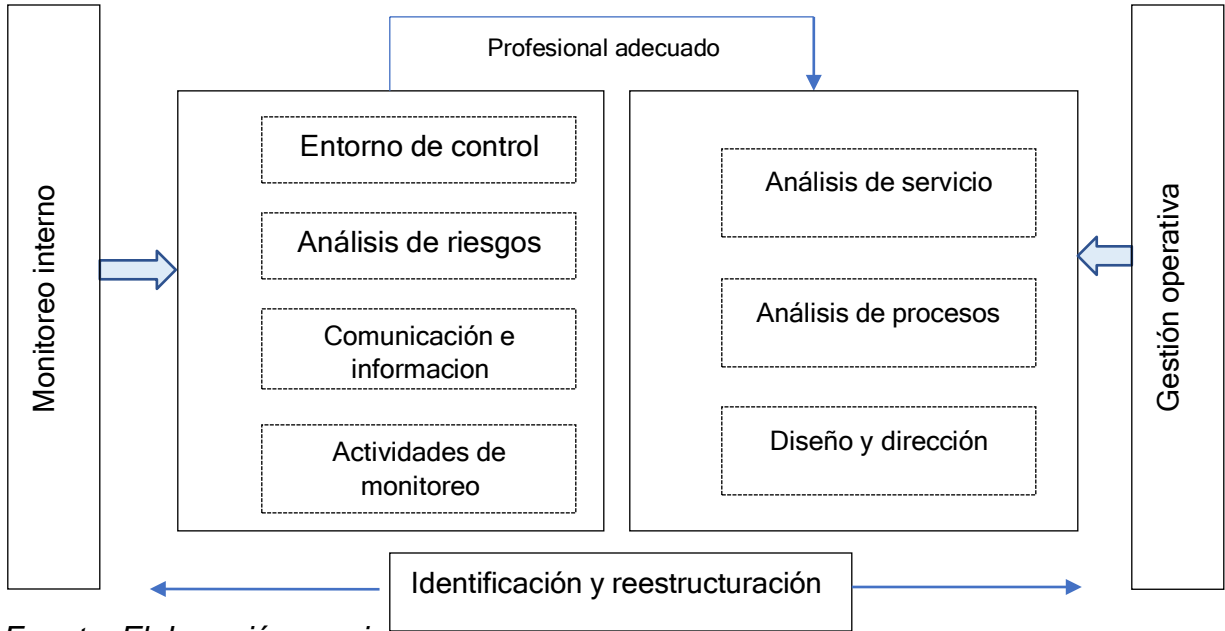 Profesional adecuado
Monitoreo interno
Entorno de control
Análisis de riesgos
Comunicación e
informacion
Actividades de
monitoreo
Análisis de servicio
Análisis de procesos
Diseño y dirección
Gestión operativa
Identificación y reestructuración